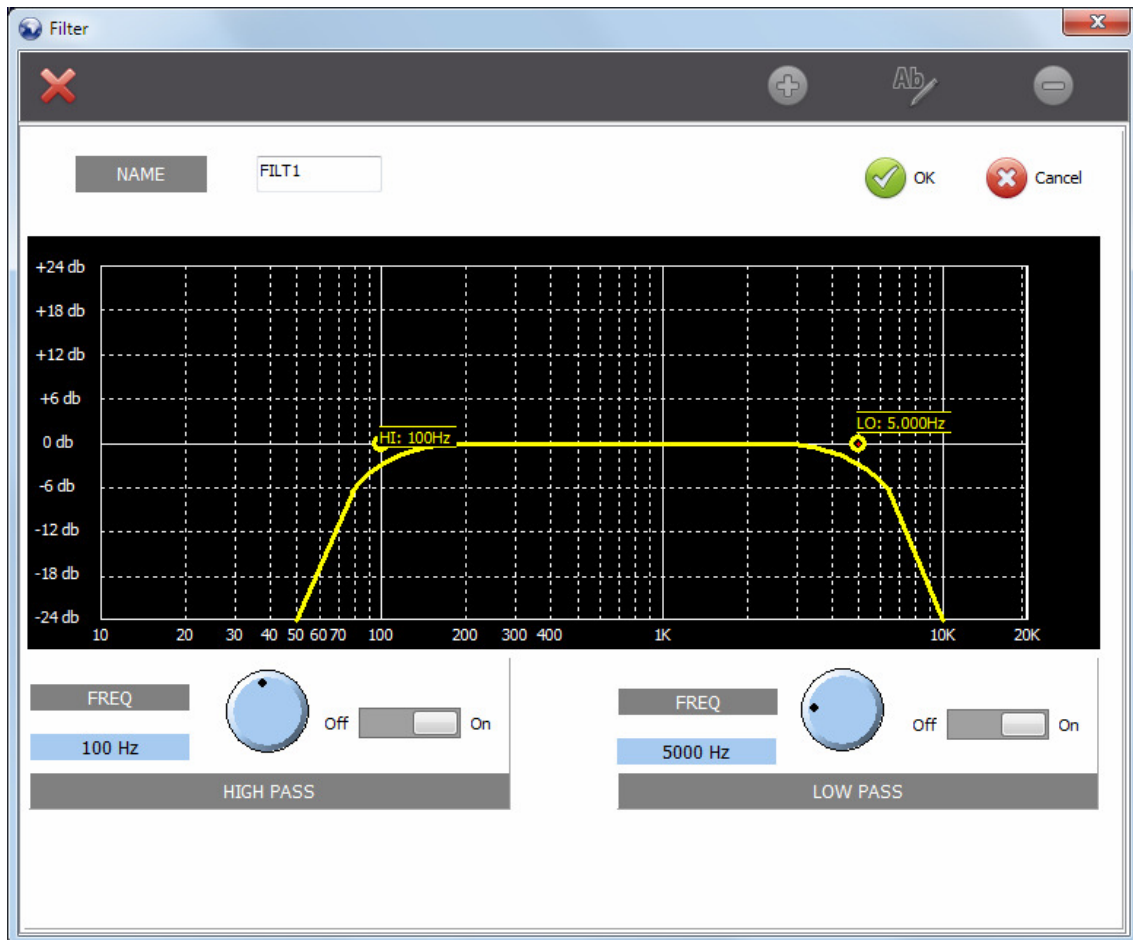 Filter
Ab
NAME
FILT1
OK
Cancel
+24 db
+18 db
+12 db
+6 db
0 db
-6 db
-12 db
-18 db
-24 db
HI: 100Hz
LO: 5.000Hz
10 20 30 40 50 60 70 100 200 300 400 1K 10K 20K
FREQ
100 Hz
Off
On
HIGH PASS
FREQ
5000 Hz
Off
On
LOW PASS